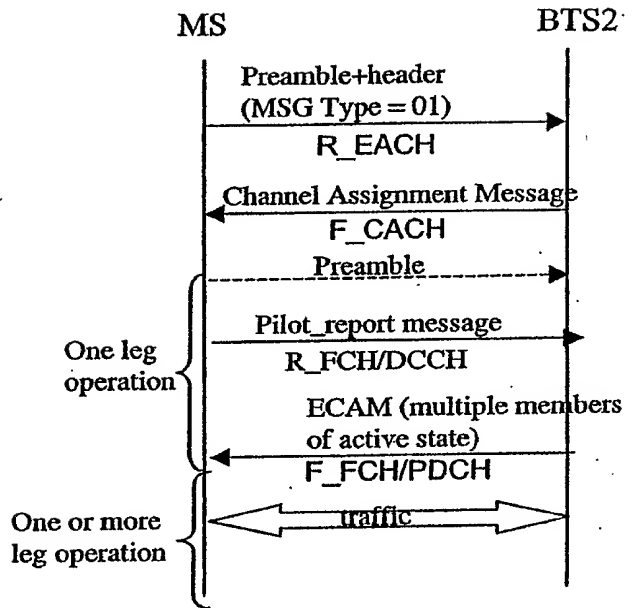 MS
BTS2
Preamble+header
(MSG Type = 01)
R_EACH
Channel Assignment Message
F_CACH
Preamble
Pilot_report message
R_FCH/DCCH
One leg
operation
ECAM (multiple members
of active state)
F_FCH/PDCH
traffic
One or more
leg operation